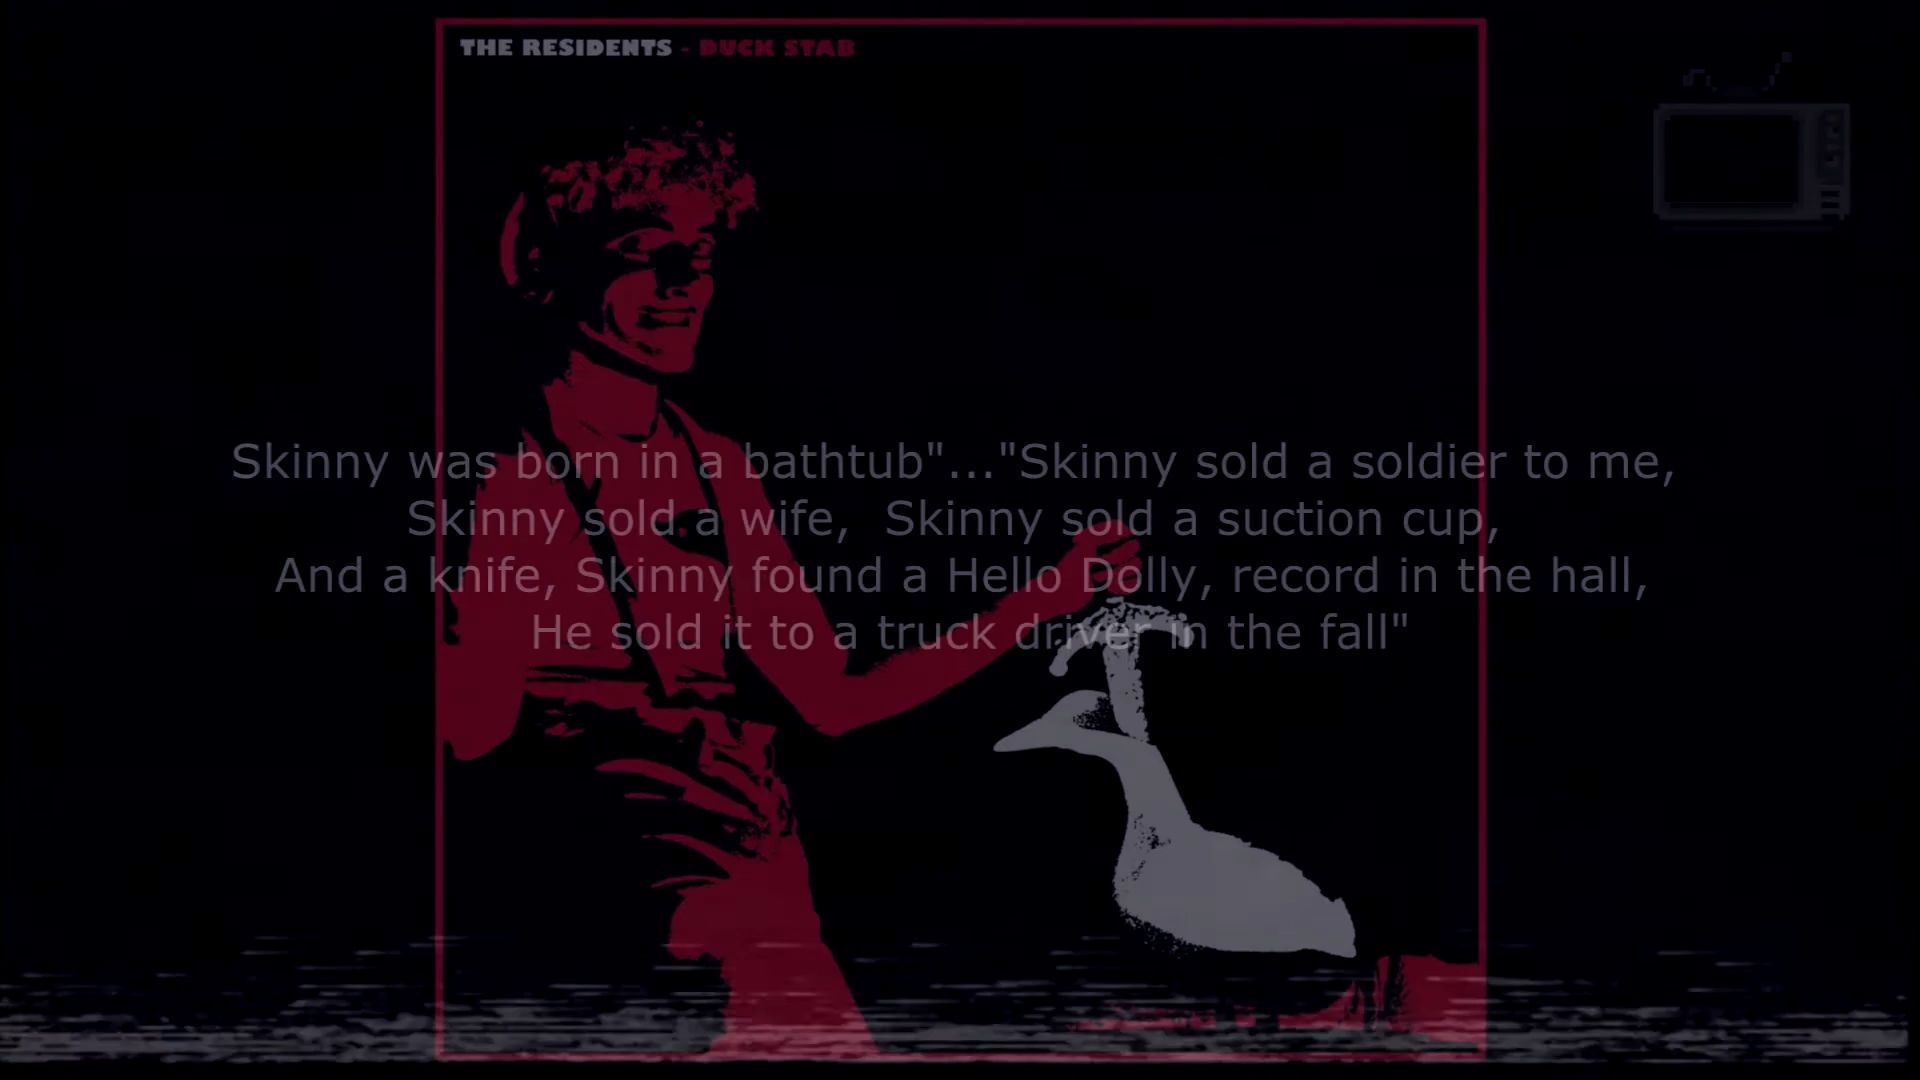 THE RESIDENTS - DUCK STAB
Skinny was born in a bathtub"..."Skinny sold a soldier to me,
Skinny sold a wife,  Skinny sold a suction cup,
And a knife, Skinny found a Hello Dolly, record in the hall,
He sold it to a truck driver in the fall"